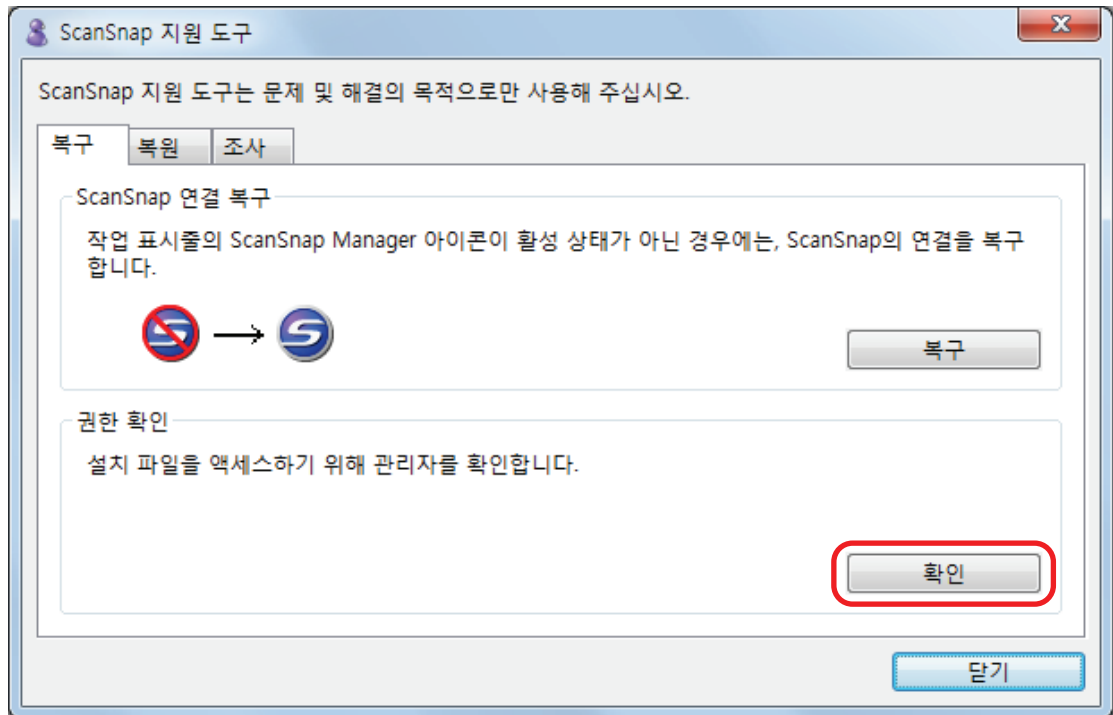 ScanSnap 지원 도구
ScanSnap 지원 도구는 문제 및 해결의 목적으로만 사용해 주십시오.
복구 복원 조사
ScanSnap 연결 복구
작업 표시줄의 ScanSnap Manager 아이콘이 활성 상태가 아닌 경우에는, ScanSnap의 연결을 복구
합니다.
복구
권한 확인
설치 파일을 액세스하기 위해 관리자를 확인합니다.
확인
닫기